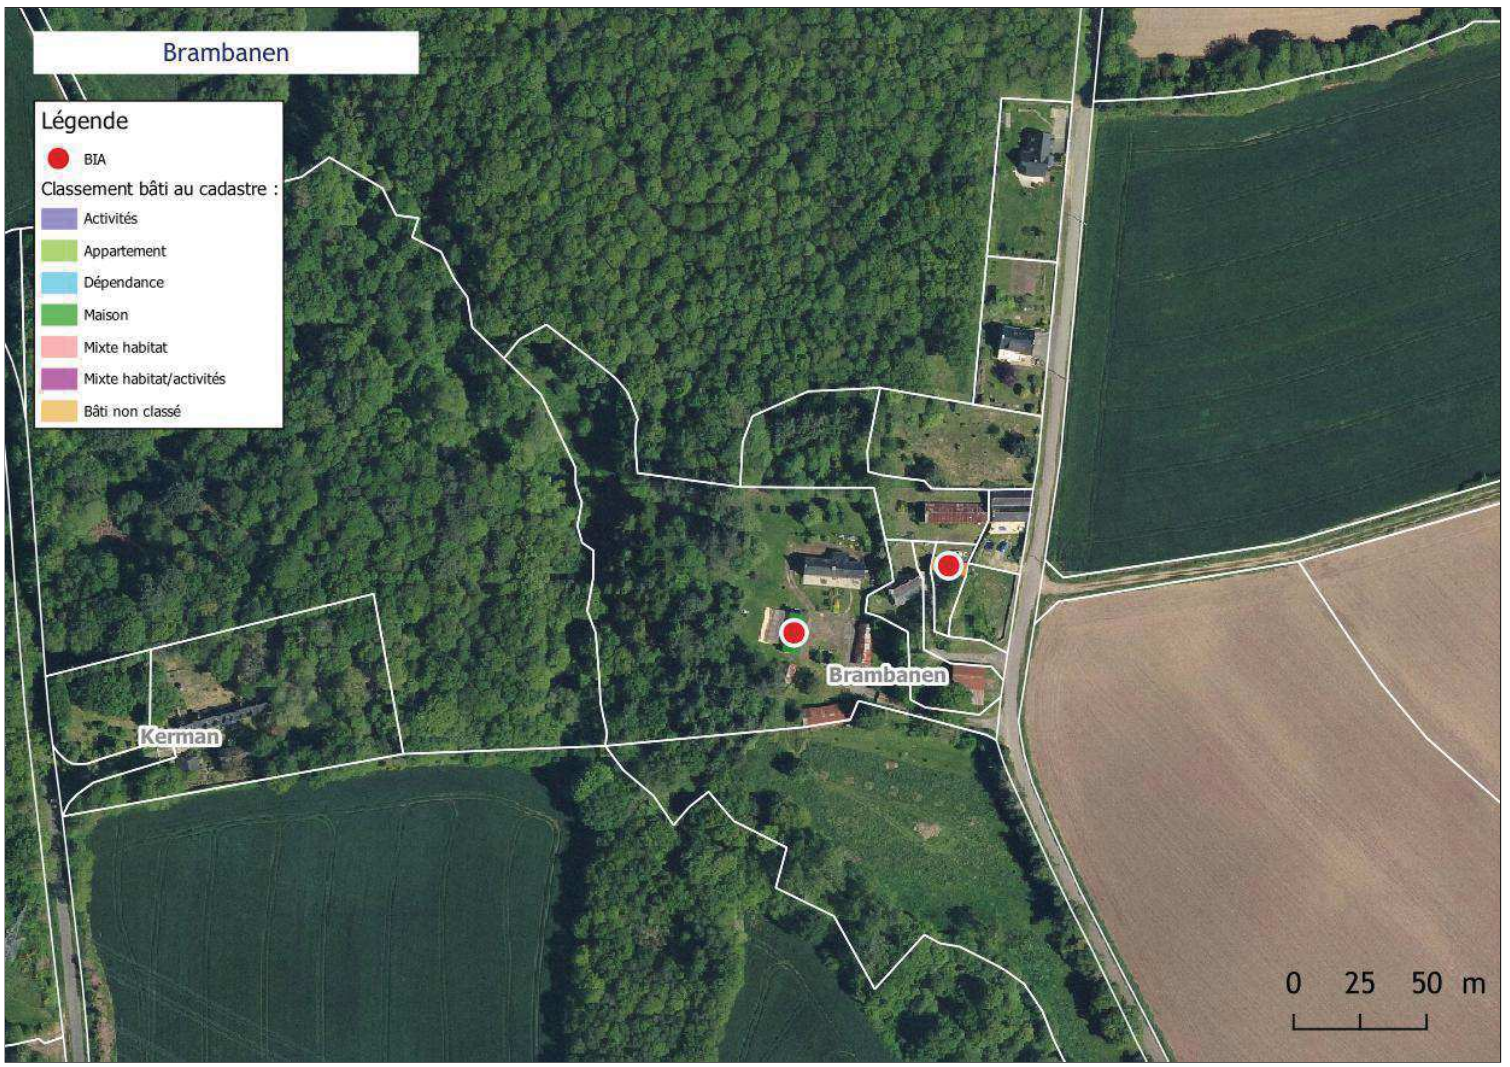 Brambanen
Légende
BIA
Classement bâti au cadastre :
Activités
Appartement
Dépendance
Maison
Mixte habitat
Mixte habitat/activités
Bâti non classé
Brambanen
Kerman
0 25 50 m